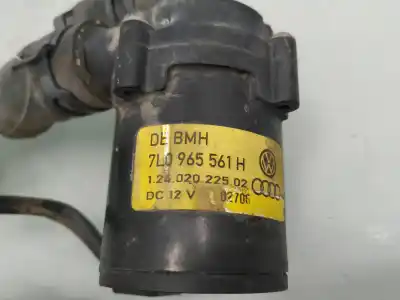 DE BMH
7L0 965 561 H
1.24.020.225.02
DC 12 V 02706